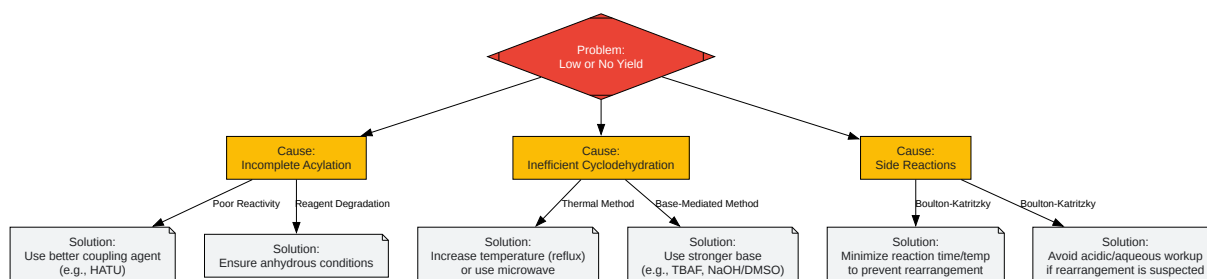 Problem:
Low or No Yield
Cause:
Incomplete Acylation
Cause:
Inefficient Cyclodehydration
Cause:
Side Reactions
Poor Reactivity
Reagent Degradation
Thermal Method
Base-Mediated Method
Boulton-Katritzky
Boulton-Katritzky
Solution:
Use better coupling agent
(e.g., HATU)
Solution:
Ensure anhydrous conditions
Solution:
Increase temperature (reflux)
or use microwave
Solution:
Use stronger base
(e.g., TBAF, NaOH/DMSO)
Solution:
Minimize reaction time/temp
to prevent rearrangement
Solution:
Avoid acidic/aqueous workup
if rearrangement is suspected